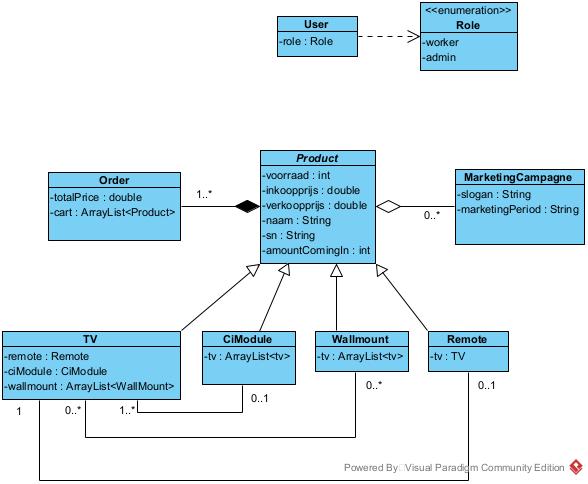 User
-role : Role
<<enumeration>>
Role
-worker
-admin
Product
-voorraad : int
-inkoopprijs : double
-verkoopprijs : double
-naam : String
-sn : String
-amountComingIn : int
Order
-totalPrice : double
-cart : ArrayList<Product>
1..*
MarketingCampagne
-slogan : String
-marketingPeriod : String
0..*
TV
-remote : Remote
-ciModule : CiModule
-wallmount : ArrayList<WallMount>
CiModule
-tv : ArrayList<tv>
Wallmount
-tv : ArrayList<tv>
Remote
-tv : TV
1
0..*
1..*
0..1
0..*
0..1
Powered By Visual Paradigm Community Edition